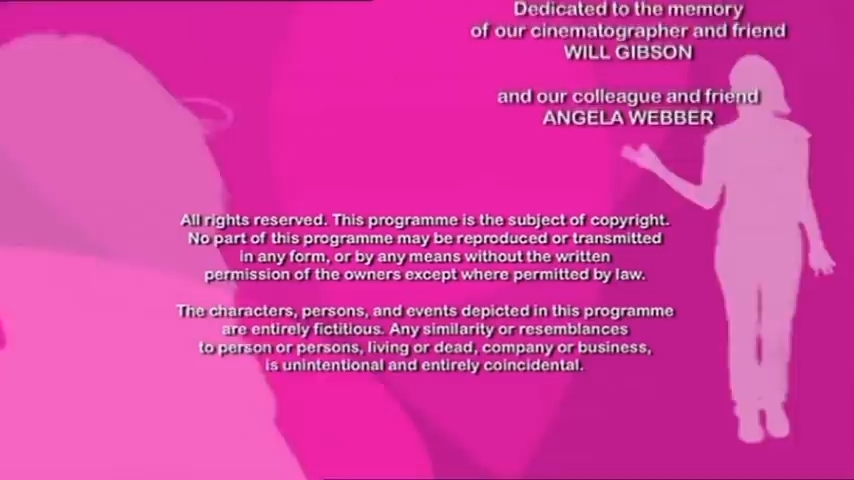 Dedicated to the memory
of our cinematographer and friend
WILL GIBSON
and our colleague and friend
ANGELA WEBBER
All rights reserved. This programme is the subject of copyright.
No part of this programme may be reproduced or transmitted
in any form, or by any means without the written
permission of the owners except where permitted by law.
The characters, persons, and events depicted in this programme
are entirely fictitious. Any similarity or resemblances
to person or persons, living or dead, company or business,
is unintentional and entirely coincidental.